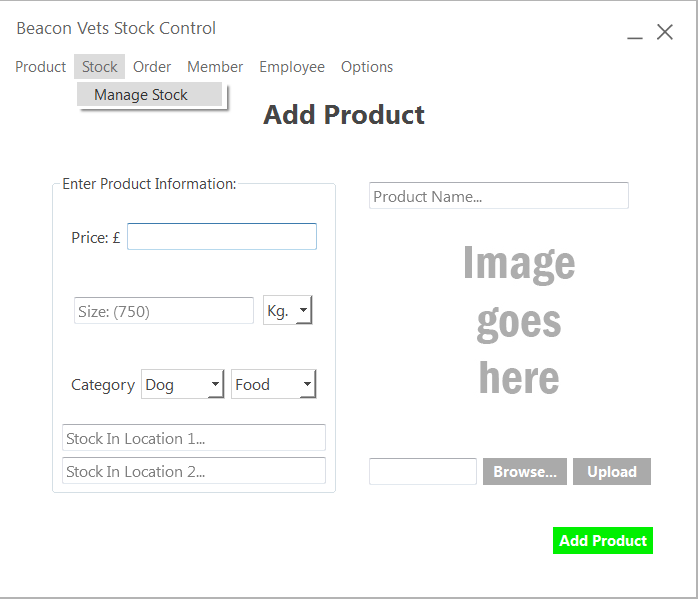 Beacon Vets Stock Control
Product Stock Order Member Employee Options
Manage Stock
Add Product
Enter Product Information:
Product Name...
Price: £
Image
goes
here
Size: (750) Kg.
Category Dog Food
Stock In Location 1...
Stock In Location 2...
Browse... Upload
Add Product